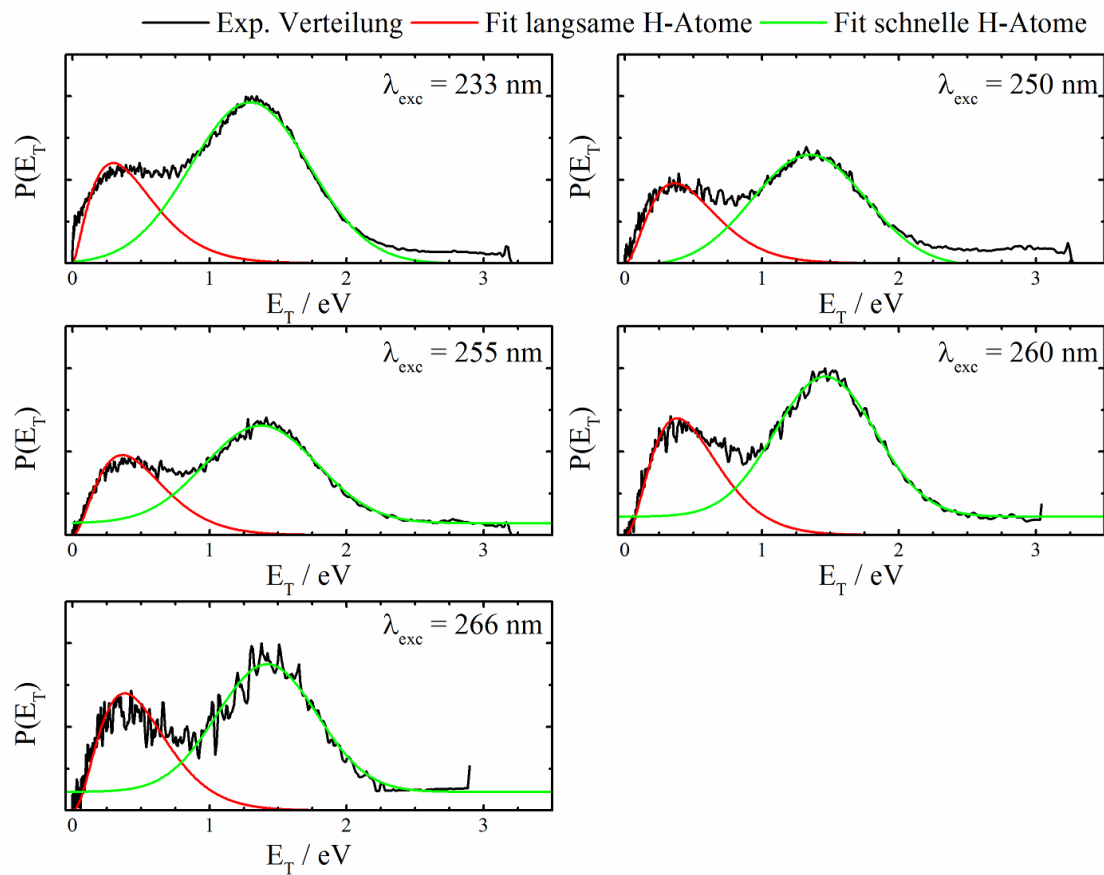 Exp. Verteilung Fit langsame H-Atome Fit schnelle H-Atome
λexc = 233 nm
P(ET)
0 1 2 3
ET / eV
λexc = 250 nm
P(ET)
0 1 2 3
ET / eV
λexc = 255 nm
P(ET)
0 1 2 3
ET / eV
λexc = 260 nm
P(ET)
0 1 2 3
ET / eV
λexc = 266 nm
P(ET)
0 1 2 3
ET / eV